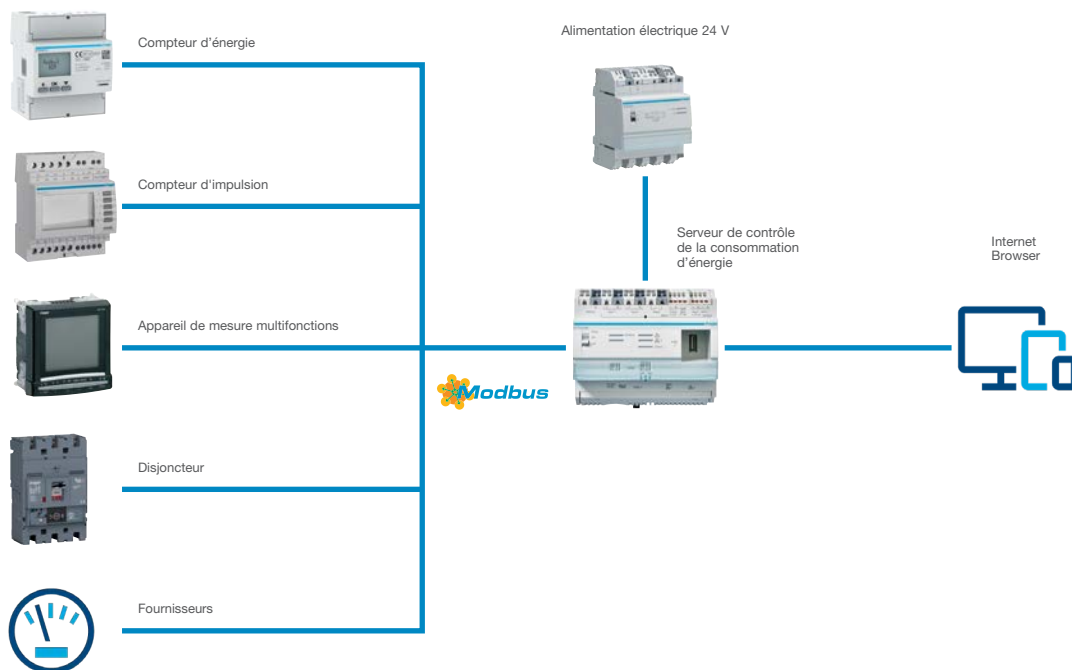 Compteur d’énergie
Alimentation électrique 24 V
Compteur d'impulsion
Serveur de contrôle
de la consommation
d’énergie
Internet
Browser
Appareil de mesure multifonctions
Modbus
Disjoncteur
Fournisseurs